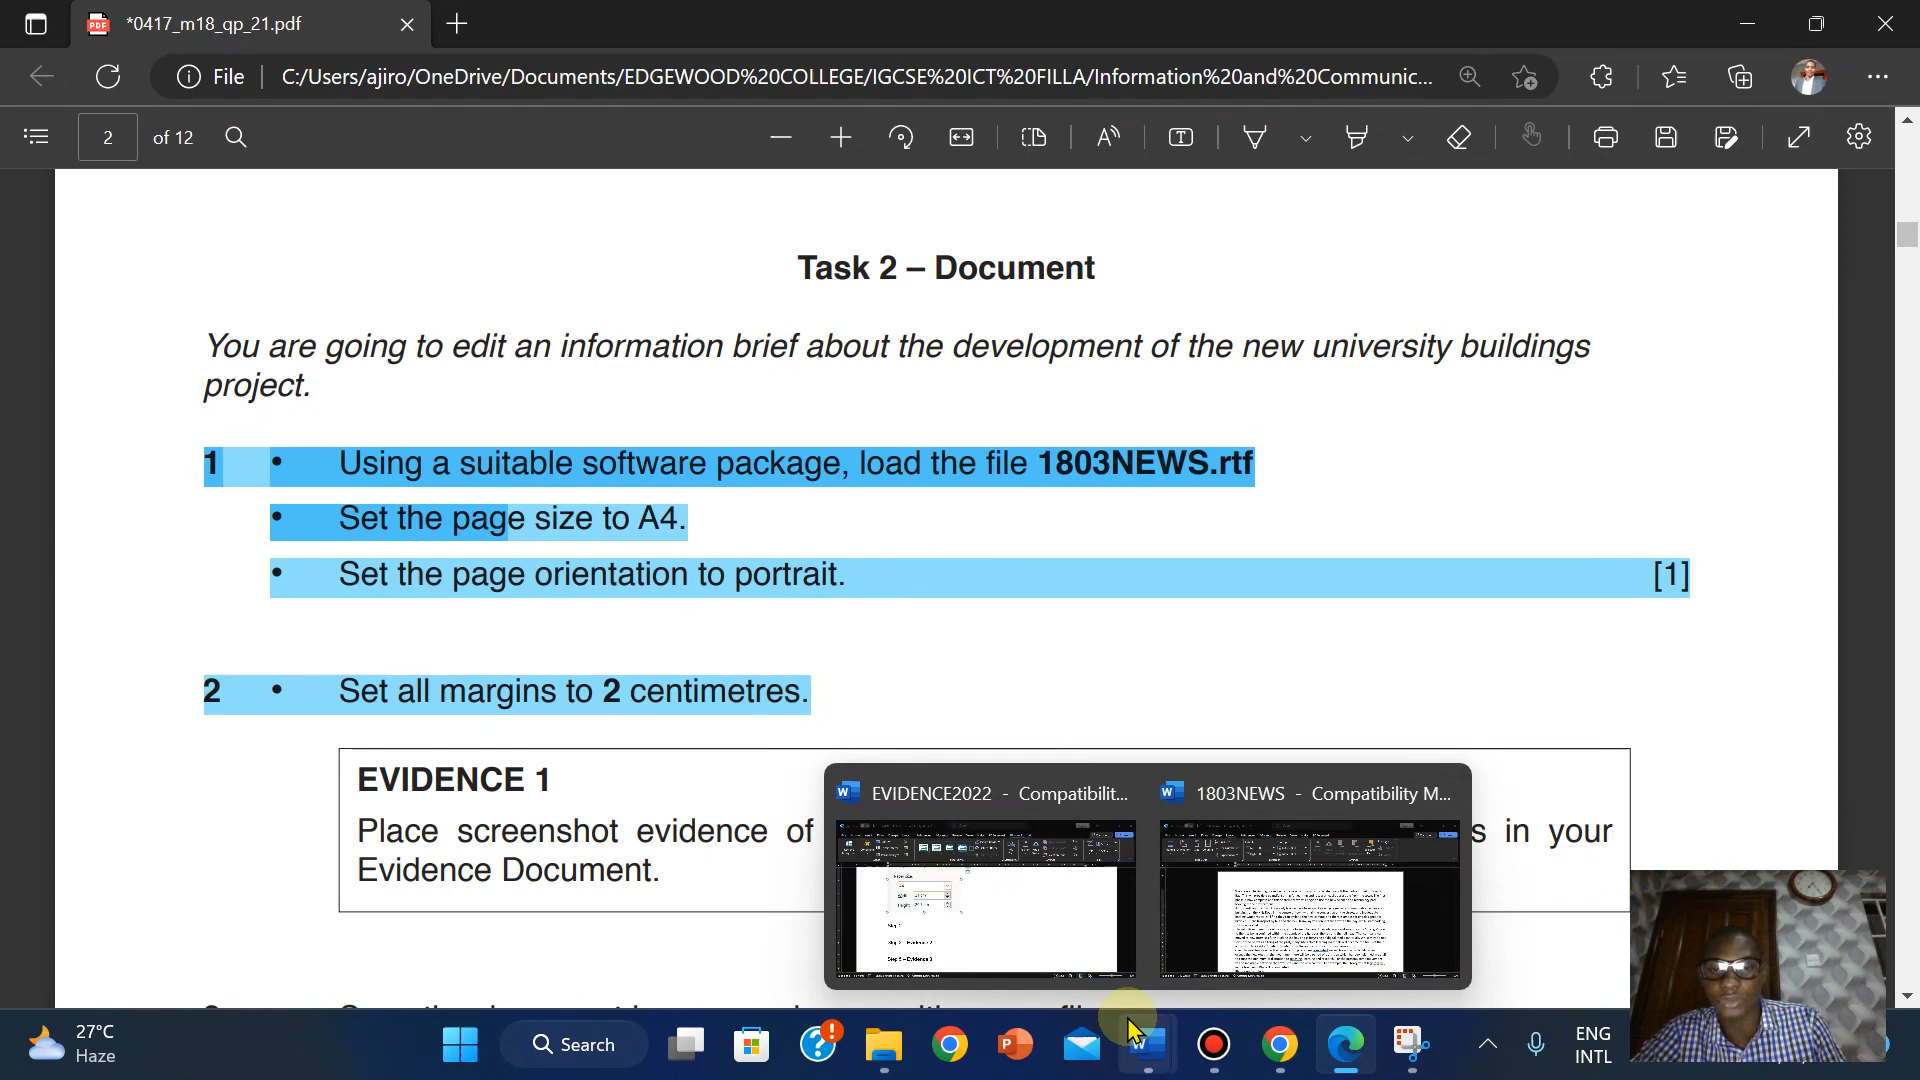 *0417_m18_qp_21.pdf
File
C:/Users/ajiro/OneDrive/Documents/EDGEWOOD%20COLLEGE/IGCSE%20ICT%20FILLA/Information%20and%20Communic...
2 of 12
Task 2 – Document
You are going to edit an information brief about the development of the new university buildings
project.
1 • Using a suitable software package, load the file 1803NEWS.rtf
• Set the page size to A4.
• Set the page orientation to portrait. [1]
2 • Set all margins to 2 centimetres.
EVIDENCE 1
Place screenshot evidence of
s in your
Evidence Document.
EVIDENCE2022 - Compatibilit...
1803NEWS - Compatibility M...
27°C
Haze
Search
ENG
INTL